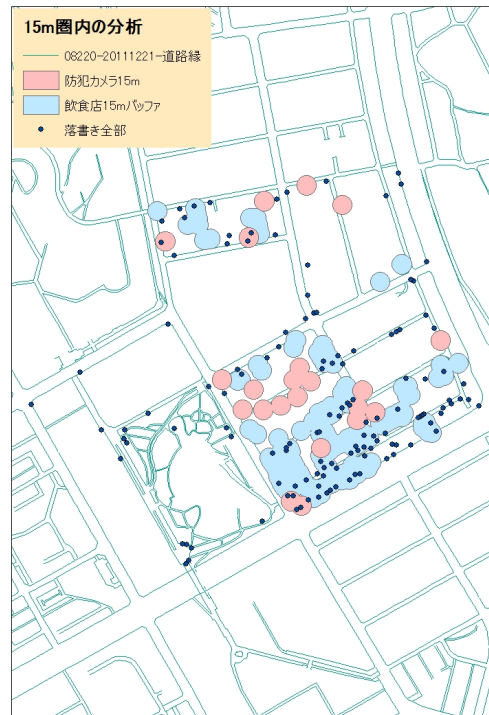 15m圏内の分析
08220-20111221-道路縁
防犯カメラ15m
飲食店15mバッファ
落書き全部